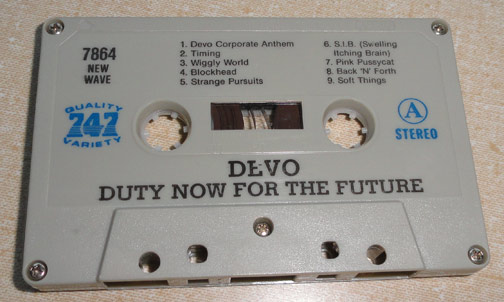 7864
NEW
WAVE
1. Devo Corporate Anthem
2. Timing
3. Wiggly World
4. Blockhead
5. Strange Pursuits
6. S.I.B. (Swelling
Itching Brain)
7. Pink Pussycat
8. Back 'N' Forth
9. Soft Things
QUALITY
747
VARIETY
A
STEREO
DEVO
DUTY NOW FOR THE FUTURE